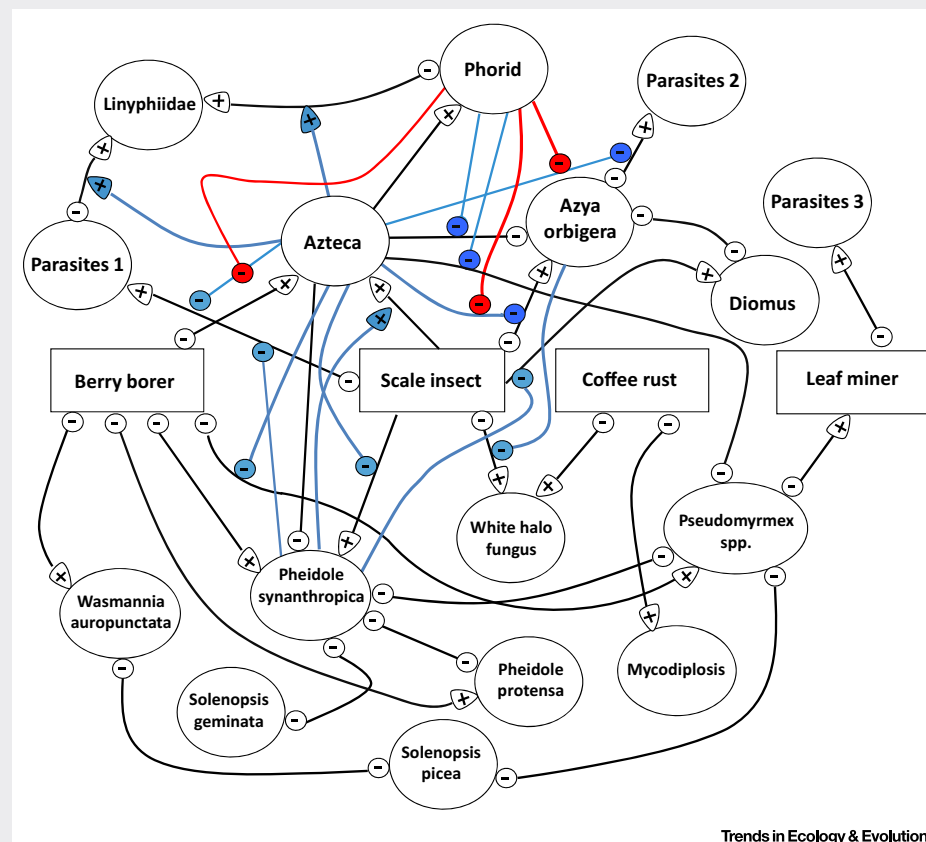 Phorid
Parasites 2
Linyphiidae
Parasites 3
Azya
orbigera
Azteca
Parasites 1
Diomus
Berry borer
Scale insect
Coffee rust
Leaf miner
White halo
fungus
Pseudomyrmex
spp.
Pheidole
synanthropica
Wasmannia
auropunctata
Pheidole
protensa
Mycodiplosis
Solenopsis
geminata
Solenopsis
picea
Trends in Ecology & Evolution